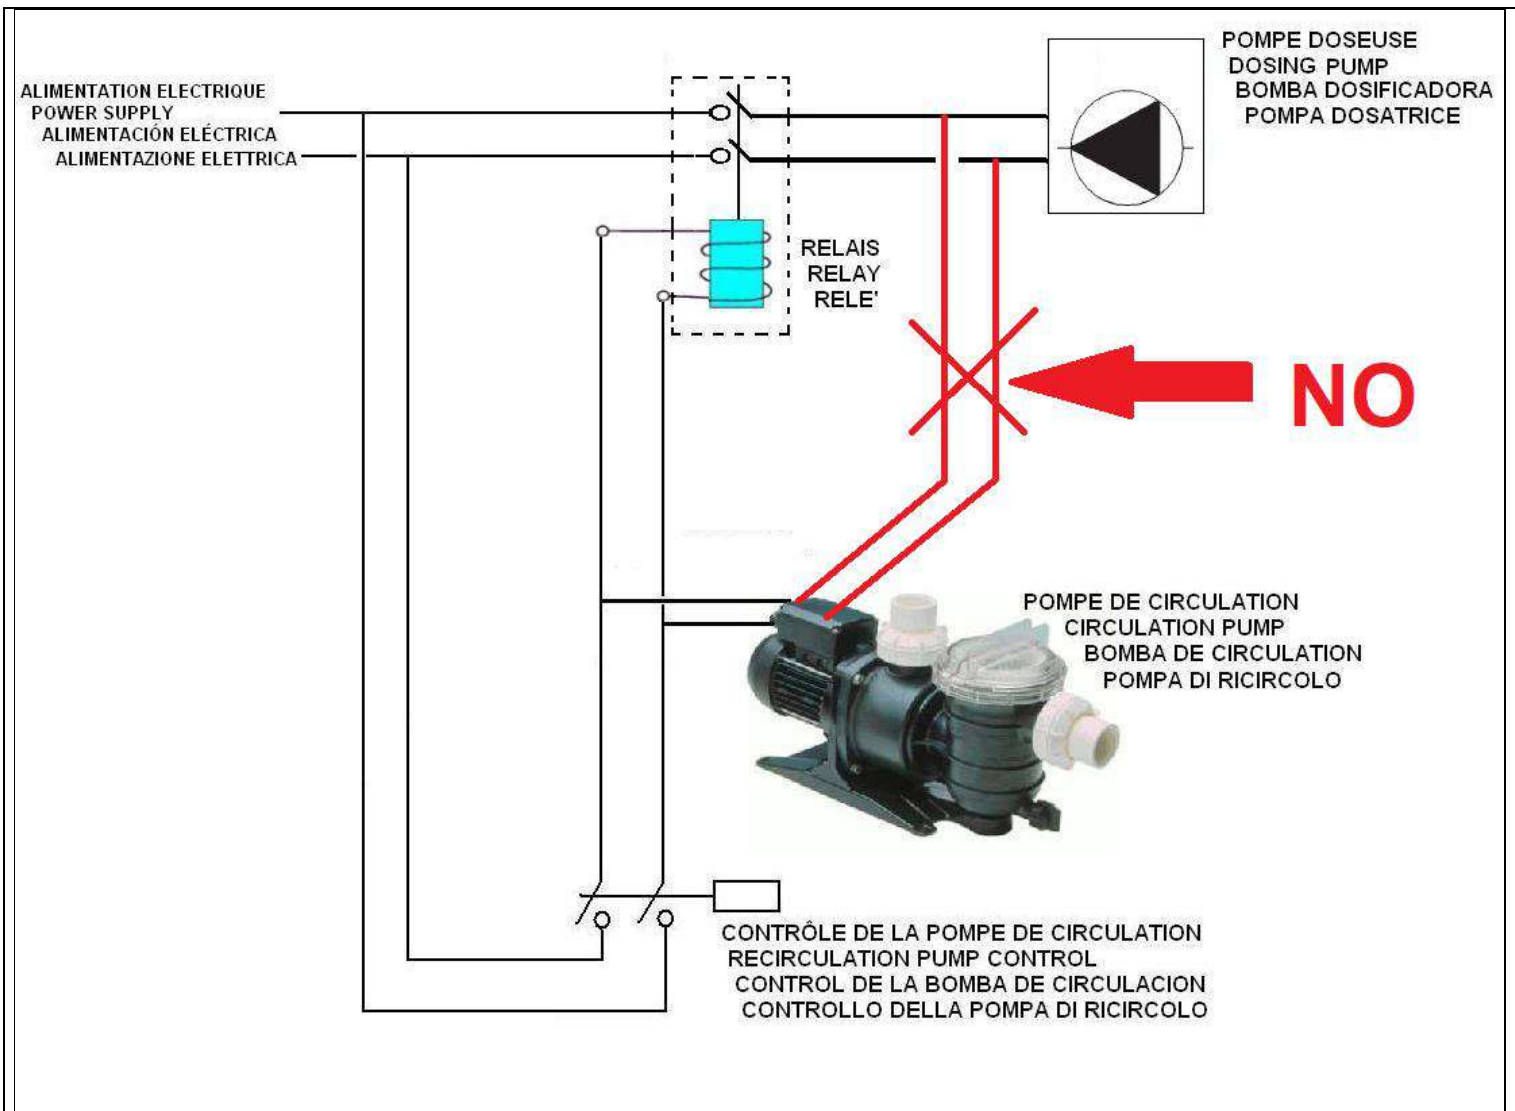 POMPE DOSEUSE
DOSING PUMP
BOMBA DOSIFICADORA
POMPA DOSATRICE
ALIMENTATION ELECTRIQUE
POWER SUPPLY
ALIMENTACIÓN ELÉCTRICA
ALIMENTAZIONE ELETTRICA
RELAIS
RELAY
RELE'
NO
POMPE DE CIRCULATION
CIRCULATION PUMP
BOMBA DE CIRCULATION
POMPA DI RICIRCOLO
CONTRÔLE DE LA POMPE DE CIRCULATION
RECIRCULATION PUMP CONTROL
CONTROL DE LA BOMBA DE CIRCULACION
CONTROLLO DELLA POMPA DI RICIRCOLO